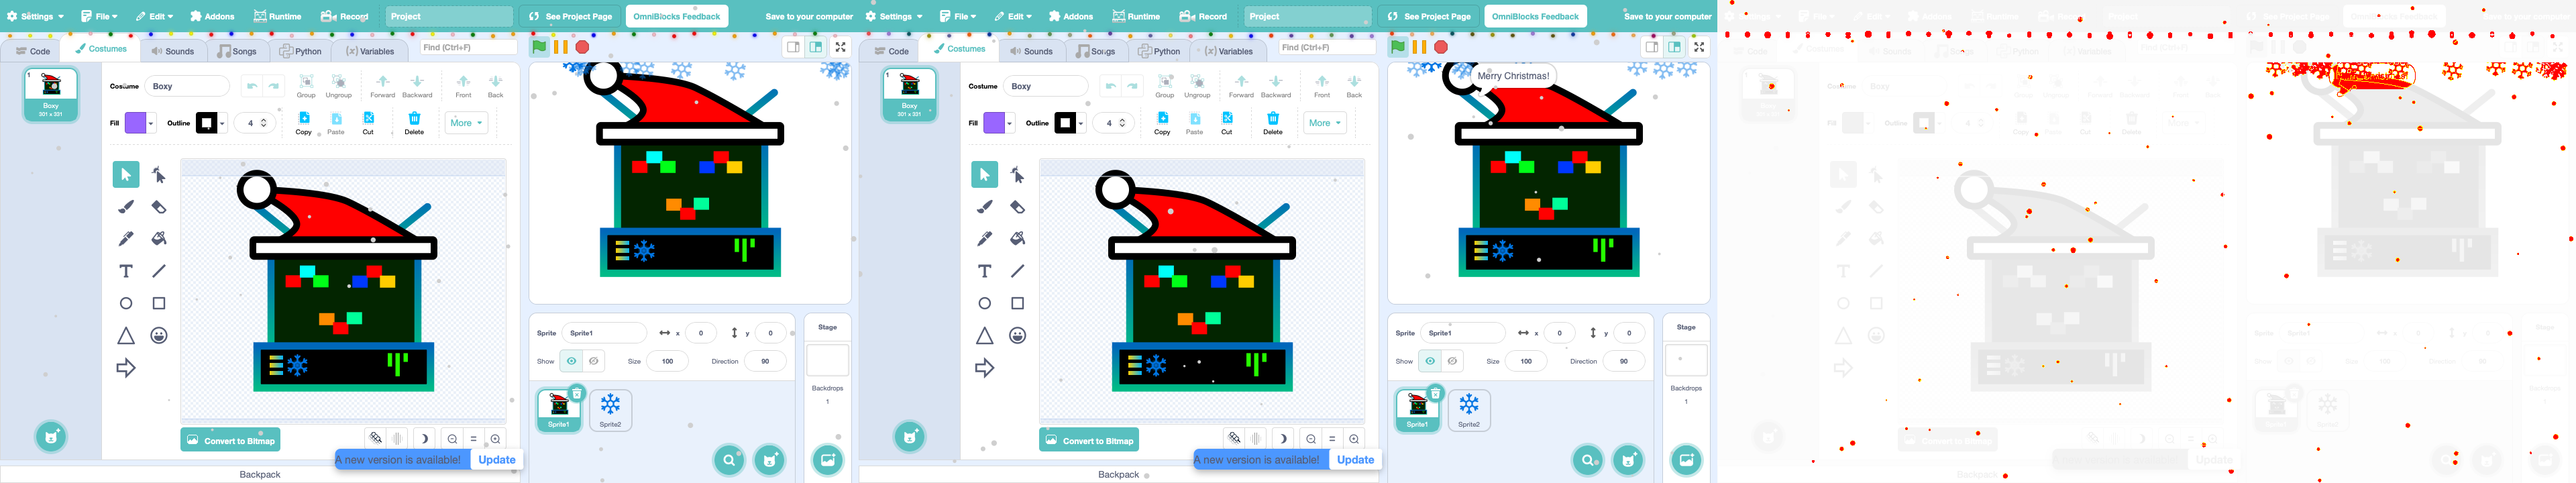 Settings File Edit Addons Runtime Record Project See Project Page OmniBlocks Feedback Save to your computer
Code Costumes Sounds Songs Python Variables Find (Ctrl+F)
1
Boxy
301 x 331
Costume Boxy Group Ungroup Forward Backward Front Back
Fill Outline 4 Copy Paste Cut Delete More
T
Convert to Bitmap
A new version is available! Update
Backpack
Sprite Sprite1 x 0 y 0
Show Size 100 Direction 90
Sprite1 Sprite2
Stage
Backdrops
1
Settings File Edit Addons Runtime Record Project See Project Page OmniBlocks Feedback Save to your computer
Code Costumes Sounds Songs Python Variables Find (Ctrl+F)
1
Boxy
301 x 331
Costume Boxy Group Ungroup Forward Backward Front Back
Fill Outline 4 Copy Paste Cut Delete More
T
Convert to Bitmap
A new version is available! Update
Backpack
Merry Christmas!
Sprite Sprite1 x 0 y 0
Show Size 100 Direction 90
Sprite1 Sprite2
Stage
Backdrops
1